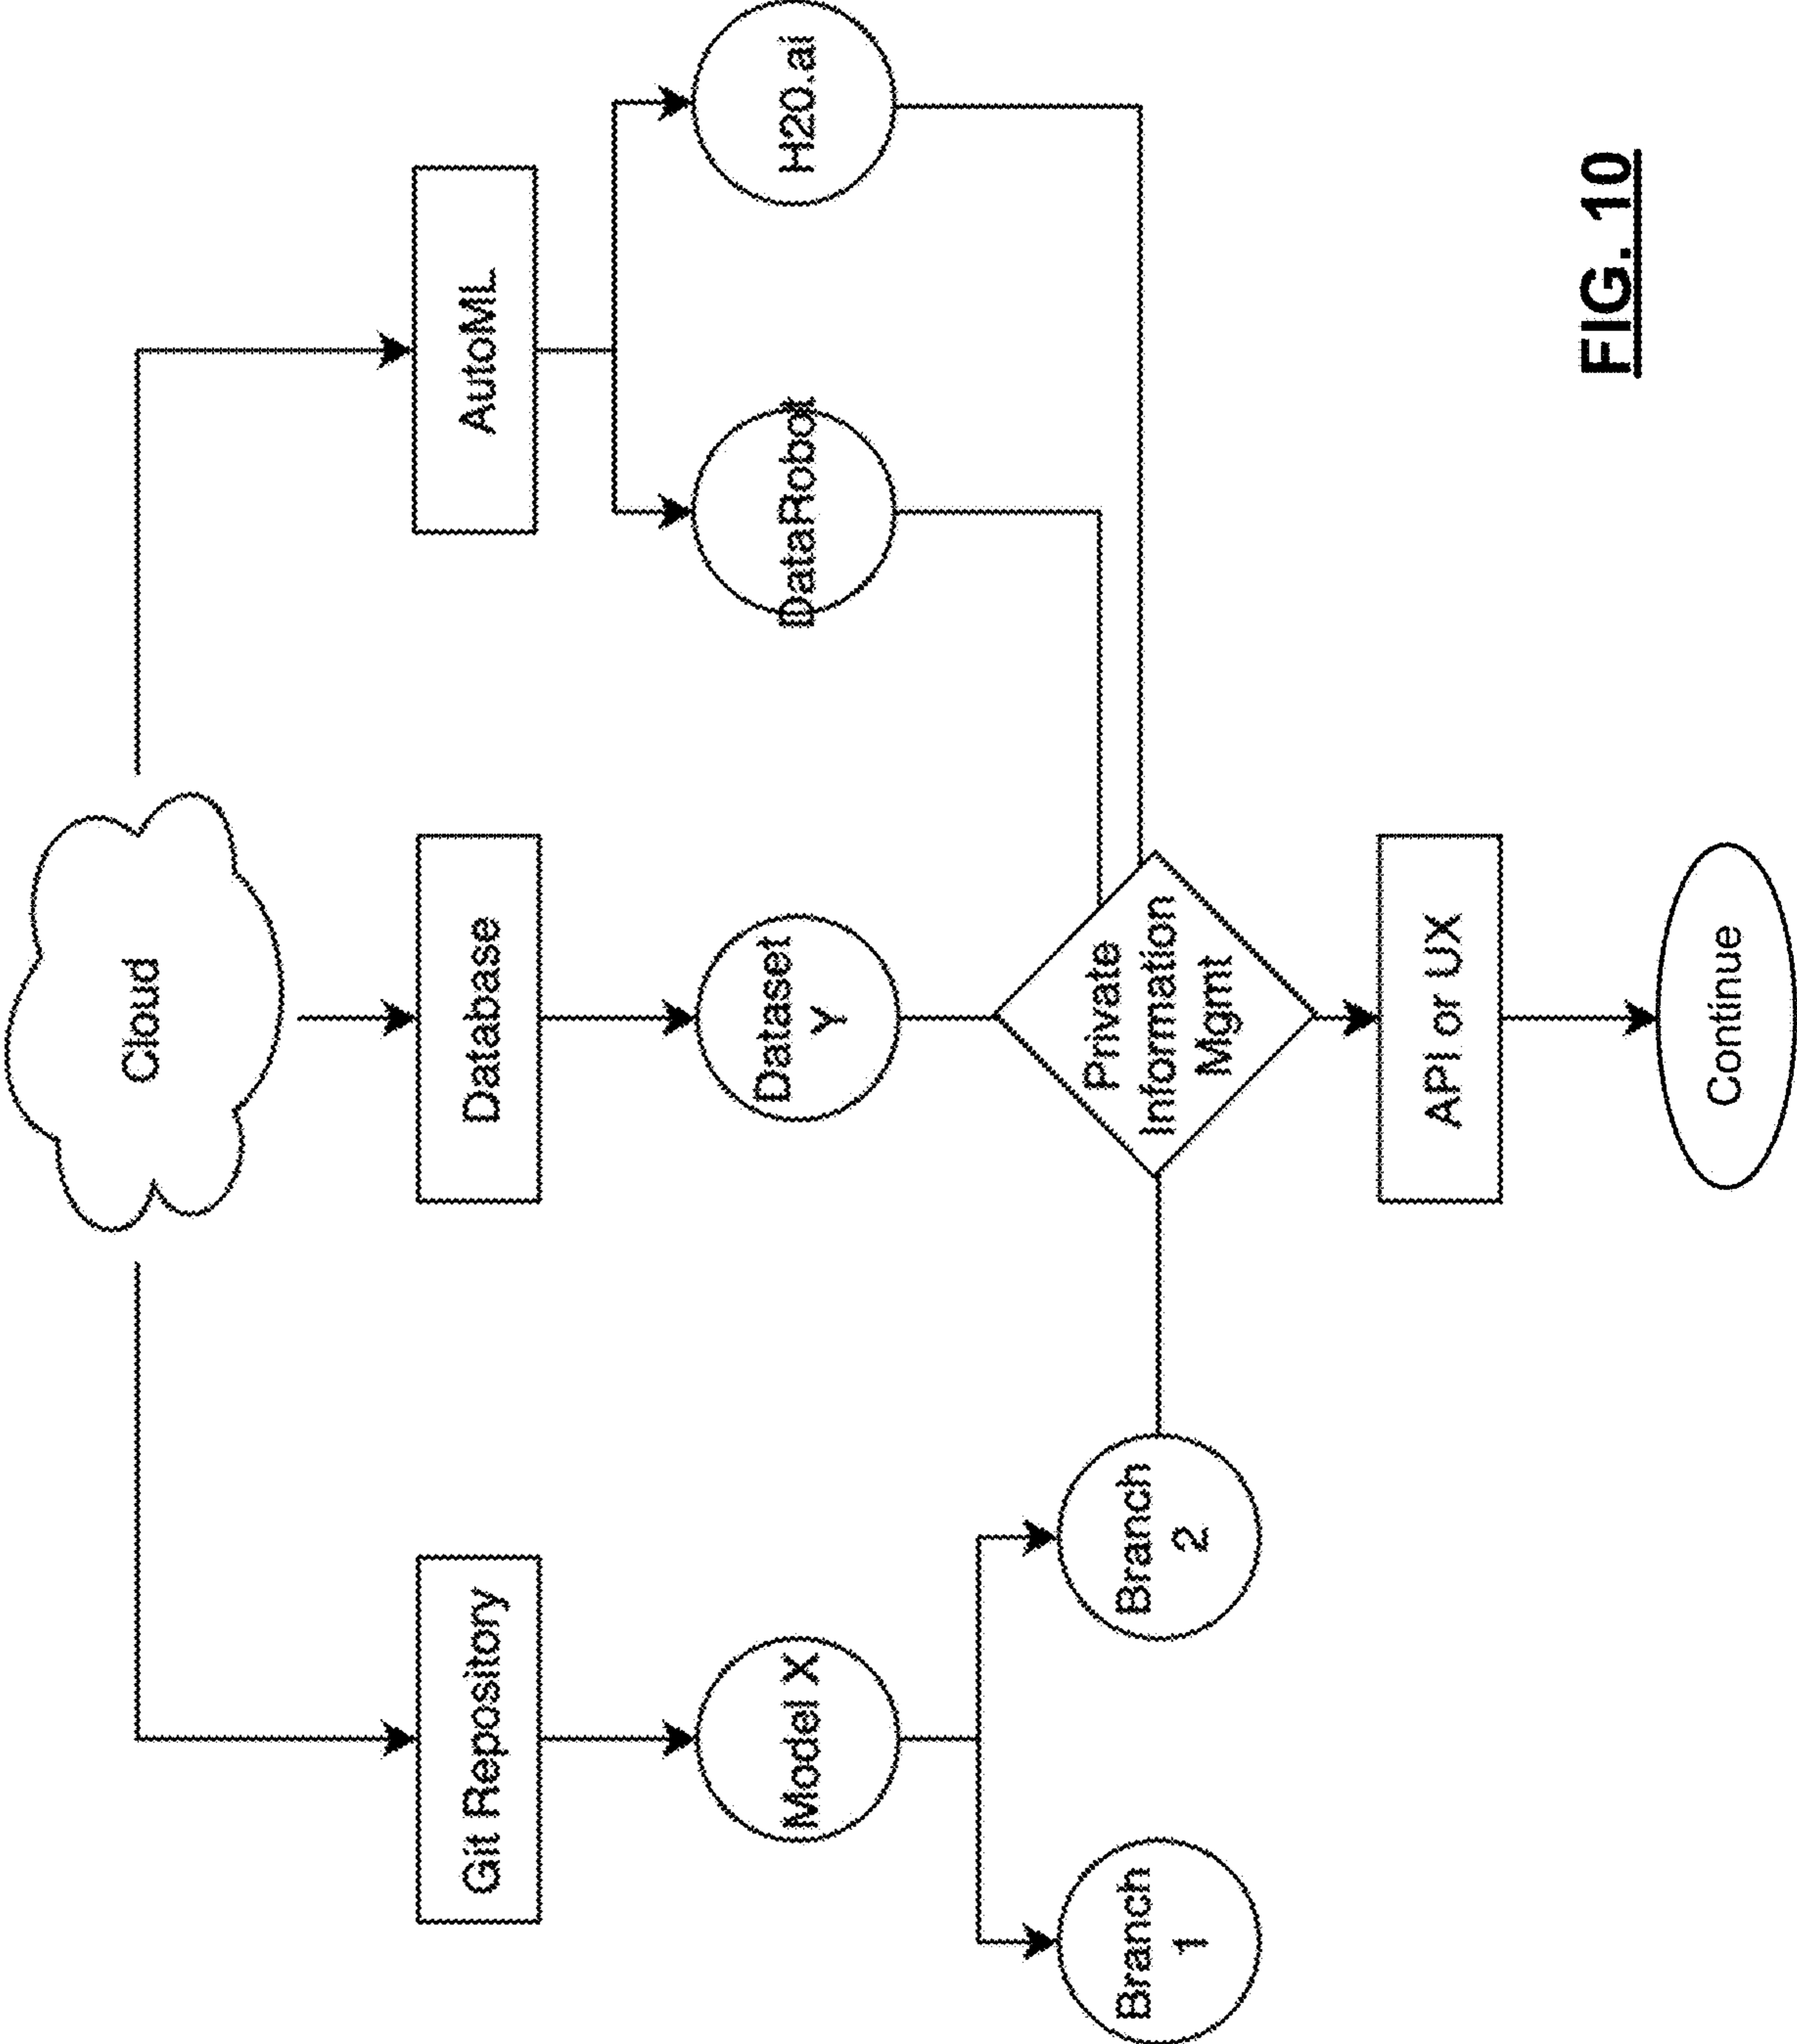 Cloud
Git Repository
Database
AutoML
Model X
Dataset
Y
DataRobot
H20.ai
Branch
1
Branch
2
Private
Information
Mgmt
API or UX
Continue
FIG. 10